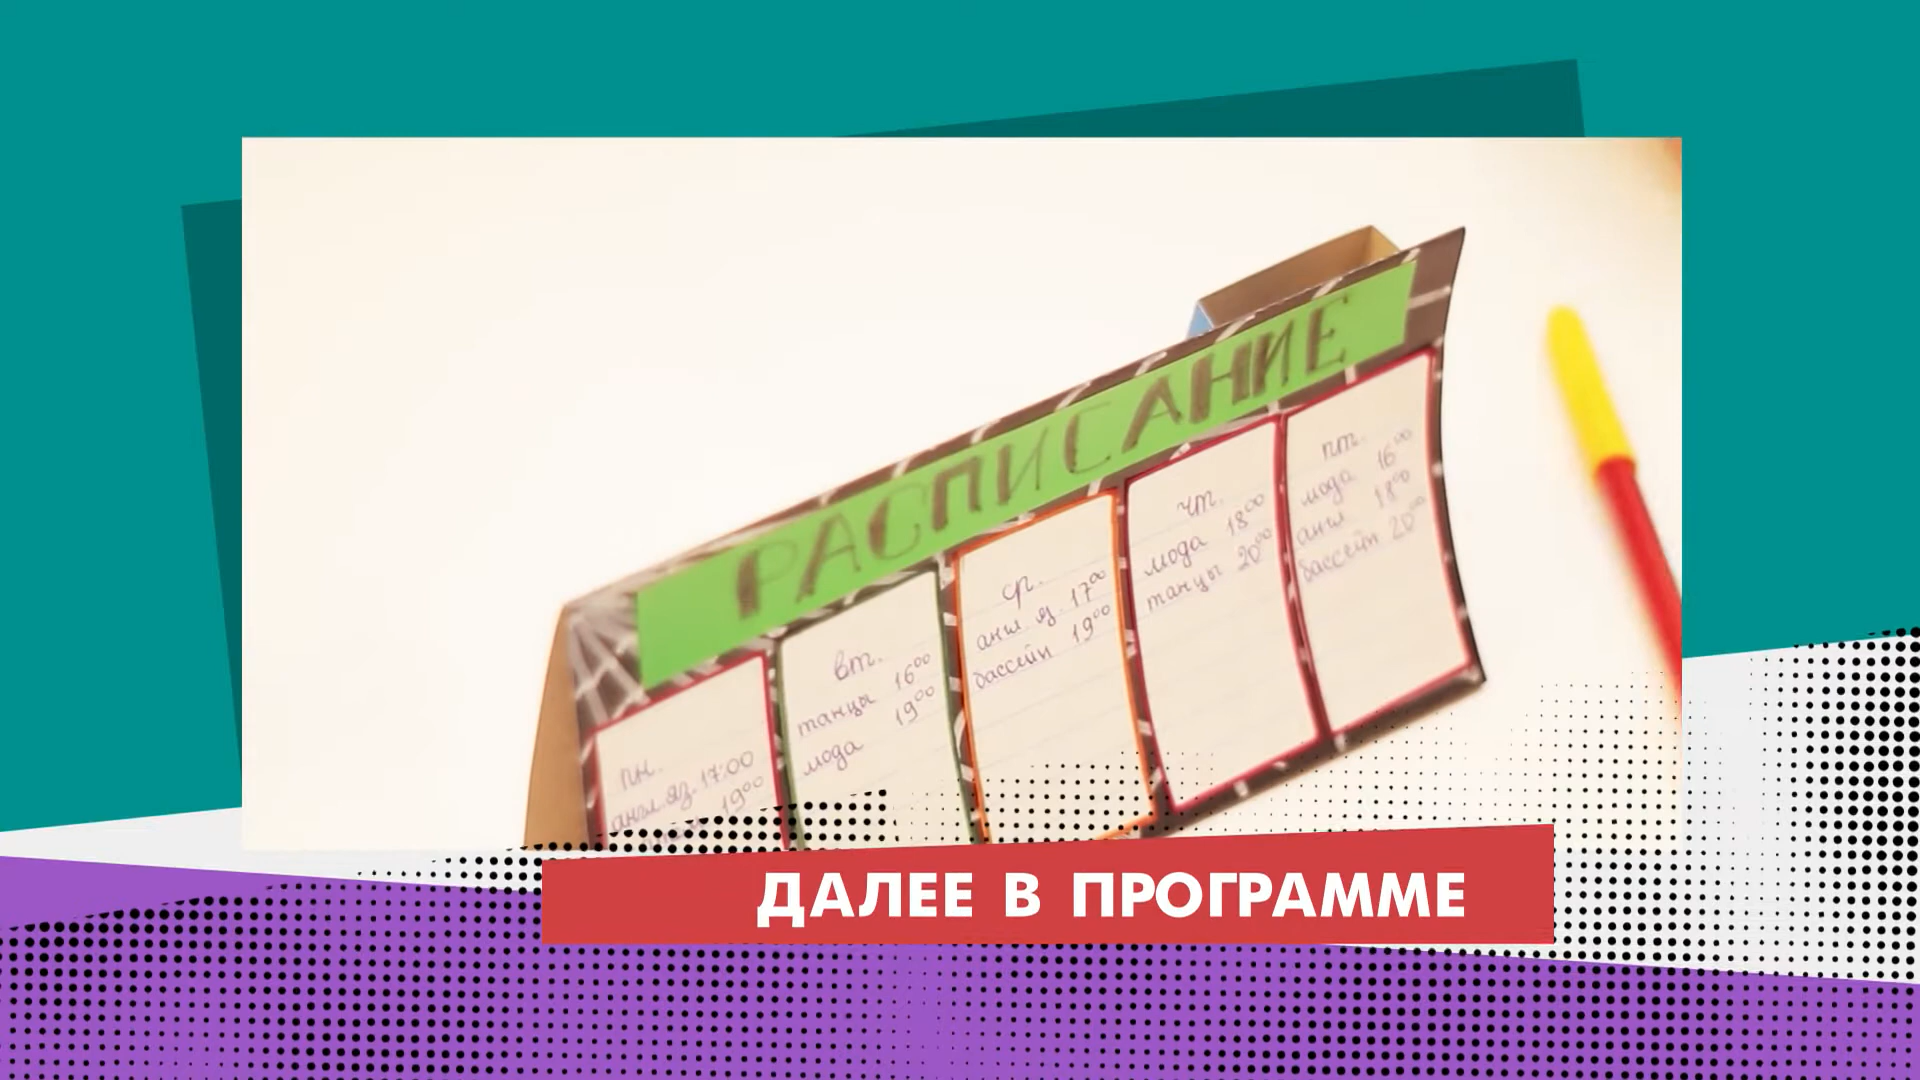 РАСПИСАНИЕ
пн.
англ.яз. 17:00
19⁰⁰
вт.
танцы 16⁰⁰
мода 19⁰⁰
ср.
англ. яз. 17⁰⁰
бассейн 19⁰⁰
чт.
мода 18⁰⁰
танцы 20⁰⁰
пт.
мода 16⁰⁰
англ 18⁰⁰
бассейн 20⁰⁰
ДАЛЕЕ В ПРОГРАММЕ